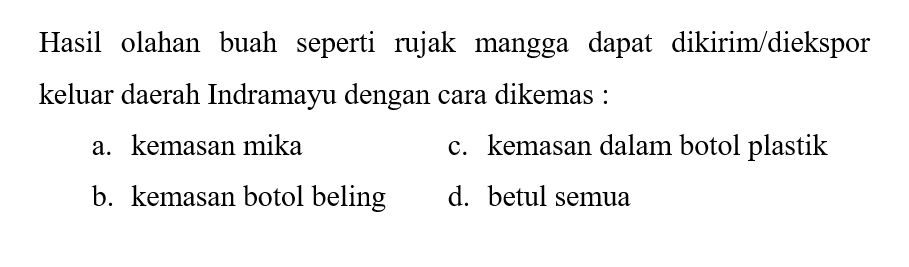 Hasil olahan buah seperti rujak mangga dapat dikirim/diekspor
keluar daerah Indramayu dengan cara dikemas :
a. kemasan mika c. kemasan dalam botol plastik
b. kemasan botol beling d. betul semua